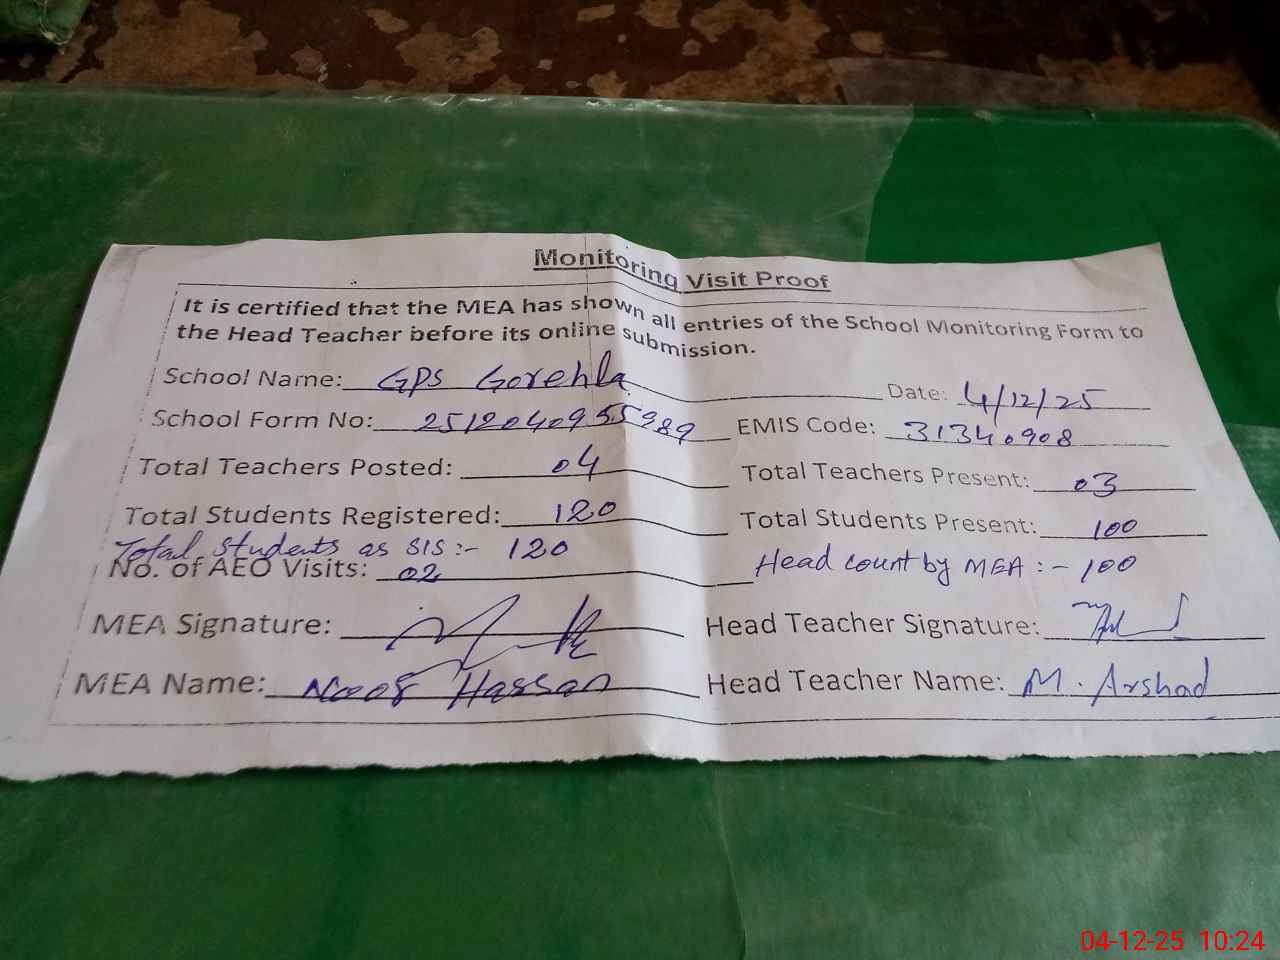 Monitoring Visit Proof
It is certified that the MEA has shown all entries of the School Monitoring Form to
the Head Teacher before its online submission.
School Name: GPS Gorehla Date: 4/12/25
School Form No: 2512040955989 EMIS Code: 31340908
Total Teachers Posted: 04 Total Teachers Present: 03
Total Students Registered: 120 Total Students Present: 100
Total Students as SIS :- 120
No. of AEO Visits: 02 Head count by MEA :- 100
MEA Signature: Head Teacher Signature:
MEA Name: Noor Hassan Head Teacher Name: M. Arshad
04-12-25 10:24